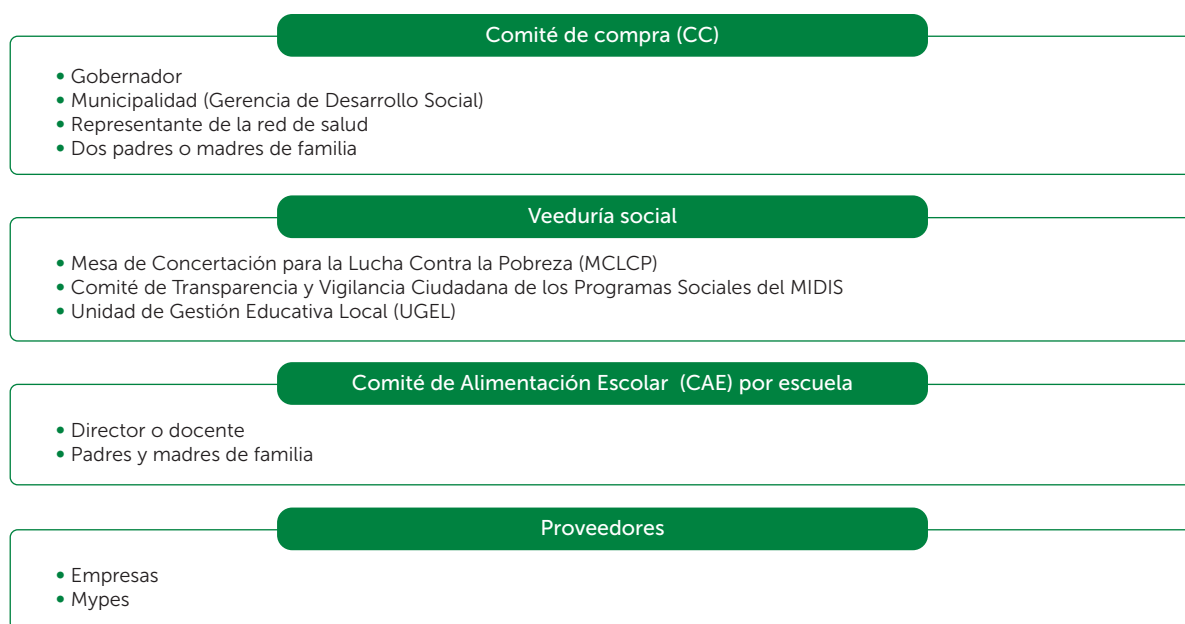 Comité de compra (CC)
• Gobernador
• Municipalidad (Gerencia de Desarrollo Social)
• Representante de la red de salud
• Dos padres o madres de familia
Veeduría social
• Mesa de Concertación para la Lucha Contra la Pobreza (MCLCP)
• Comité de Transparencia y Vigilancia Ciudadana de los Programas Sociales del MIDIS
• Unidad de Gestión Educativa Local (UGEL)
Comité de Alimentación Escolar (CAE) por escuela
• Director o docente
• Padres y madres de familia
Proveedores
• Empresas
• Mypes